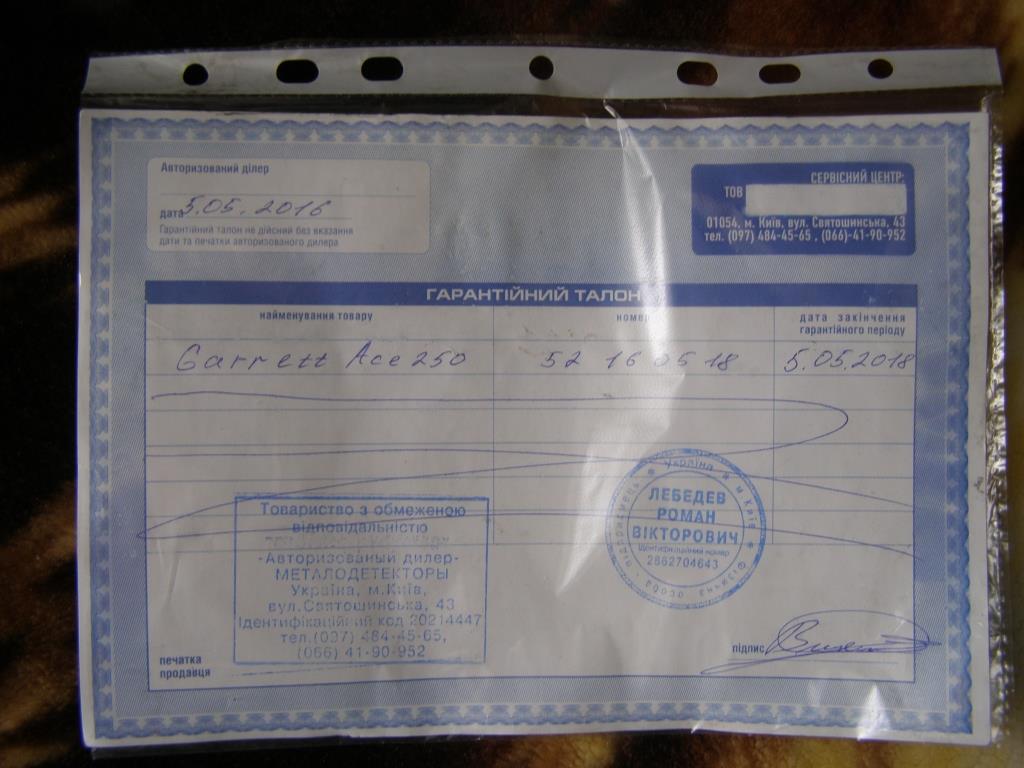 Авторизований ділер
дата 5.05.2016
Гарантійний талон не дійсний без вказання
дати та печатки авторизованого дилера
СЕРВІСНИЙ ЦЕНТР:
ТОВ
01054, м. Київ, вул. Святошинська, 43
тел. (097) 484-45-65 , (066)-41-90-952
ГАРАНТІЙНИЙ ТАЛОН
найменування товару
номер
дата закінчення
гарантійного періоду
Garrett Ace 250 52 16 05 18 5.05.2018
Товариство з обмеженою
відповідальністю
-Авторизованый дилер-
МЕТАЛОДЕТЕКТОРЫ
Україна, м.Київ,
вул.Святошинська, 43
Ідентифікаційний код 20214447
тел.(097) 484-45-65,
(066) 41-90-952
Україна * м.Київ * Фізична особа - підприємець *
ЛЕБЕДЕВ
РОМАН
ВІКТОРОВИЧ
Ідентифікаційний номер
2862704643
печатка
продавця
підпис